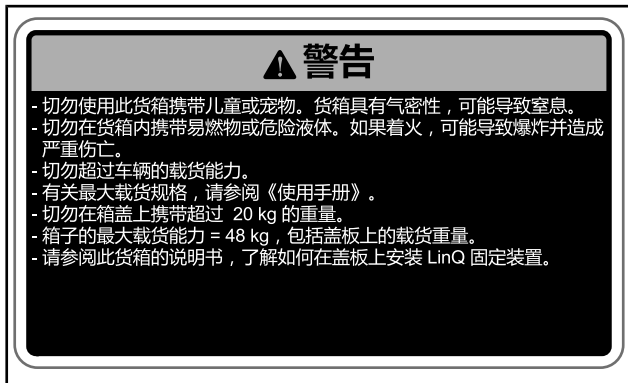 警告
- 切勿使用此货箱携带儿童或宠物。货箱具有气密性，可能导致窒息。
- 切勿在货箱内携带易燃物或危险液体。如果着火，可能导致爆炸并造成
严重伤亡。
- 切勿超过车辆的载货能力。
- 有关最大载货规格，请参阅《使用手册》。
- 切勿在箱盖上携带超过 20 kg 的重量。
- 箱子的最大载货能力 = 48 kg，包括盖板上的载货重量。
- 请参阅此货箱的说明书，了解如何在盖板上安装 LinQ 固定装置。